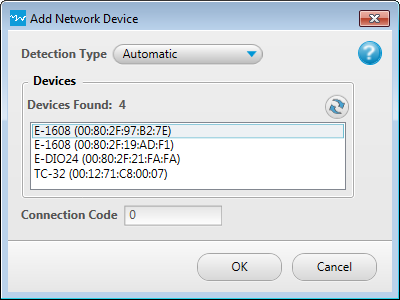 Add Network Device
Detection Type Automatic
?
Devices
Devices Found: 4
E-1608 (00:80:2F:97:B2:7E)
E-1608 (00:80:2F:19:AD:F1)
E-DIO24 (00:80:2F:21:FA:FA)
TC-32 (00:12:71:C8:00:07)
Connection Code 0
OK Cancel